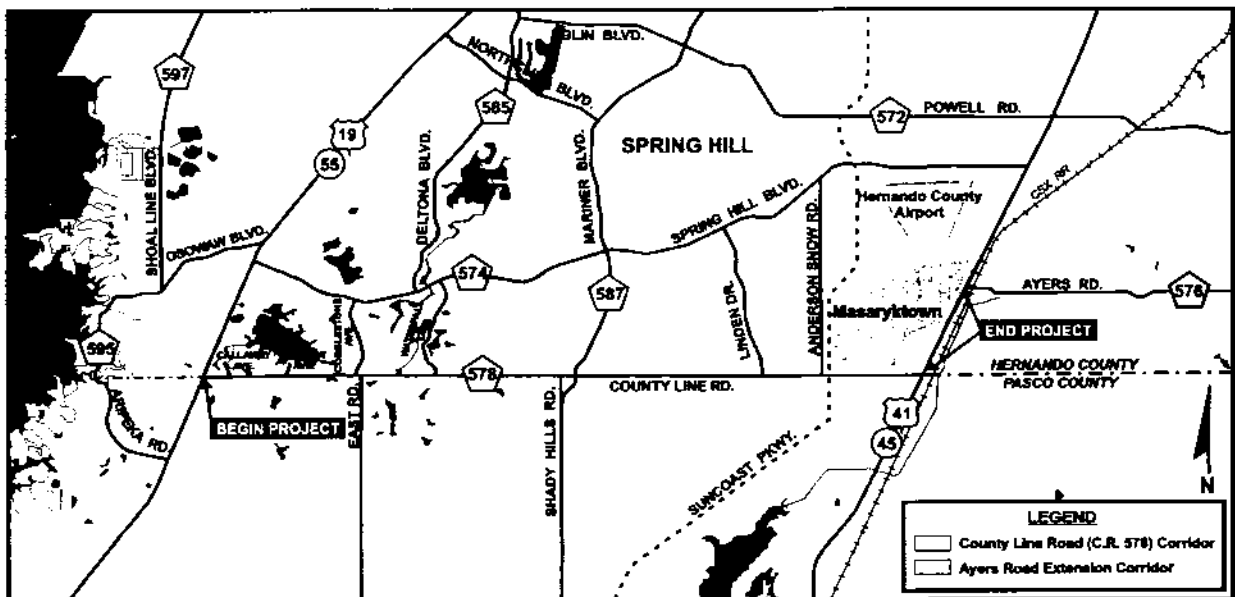 597
19
55
SHOAL LINE BLVD.
OSOWAW BLVD.
595
ARIPEKA RD.
BEGIN PROJECT
BLVD.
585
DELTONA BLVD.
BLIN BLVD.
MARINER BLVD.
SPRING HILL
574
SPRING HILL BLVD.
587
572
POWELL RD.
CSX RR
Hernando County
Airport
ANDERSON SNOW RD.
LINDEN DR.
Masaryktown
AYERS RD.
576
END PROJECT
578
COUNTY LINE RD.
HERNANDO COUNTY
PASCO COUNTY
EAST RD.
SHADY HILLS RD.
SUNCOAST PKWY.
41
45
N
LEGEND
County Line Road (C.R. 578) Corridor
Ayers Road Extension Corridor